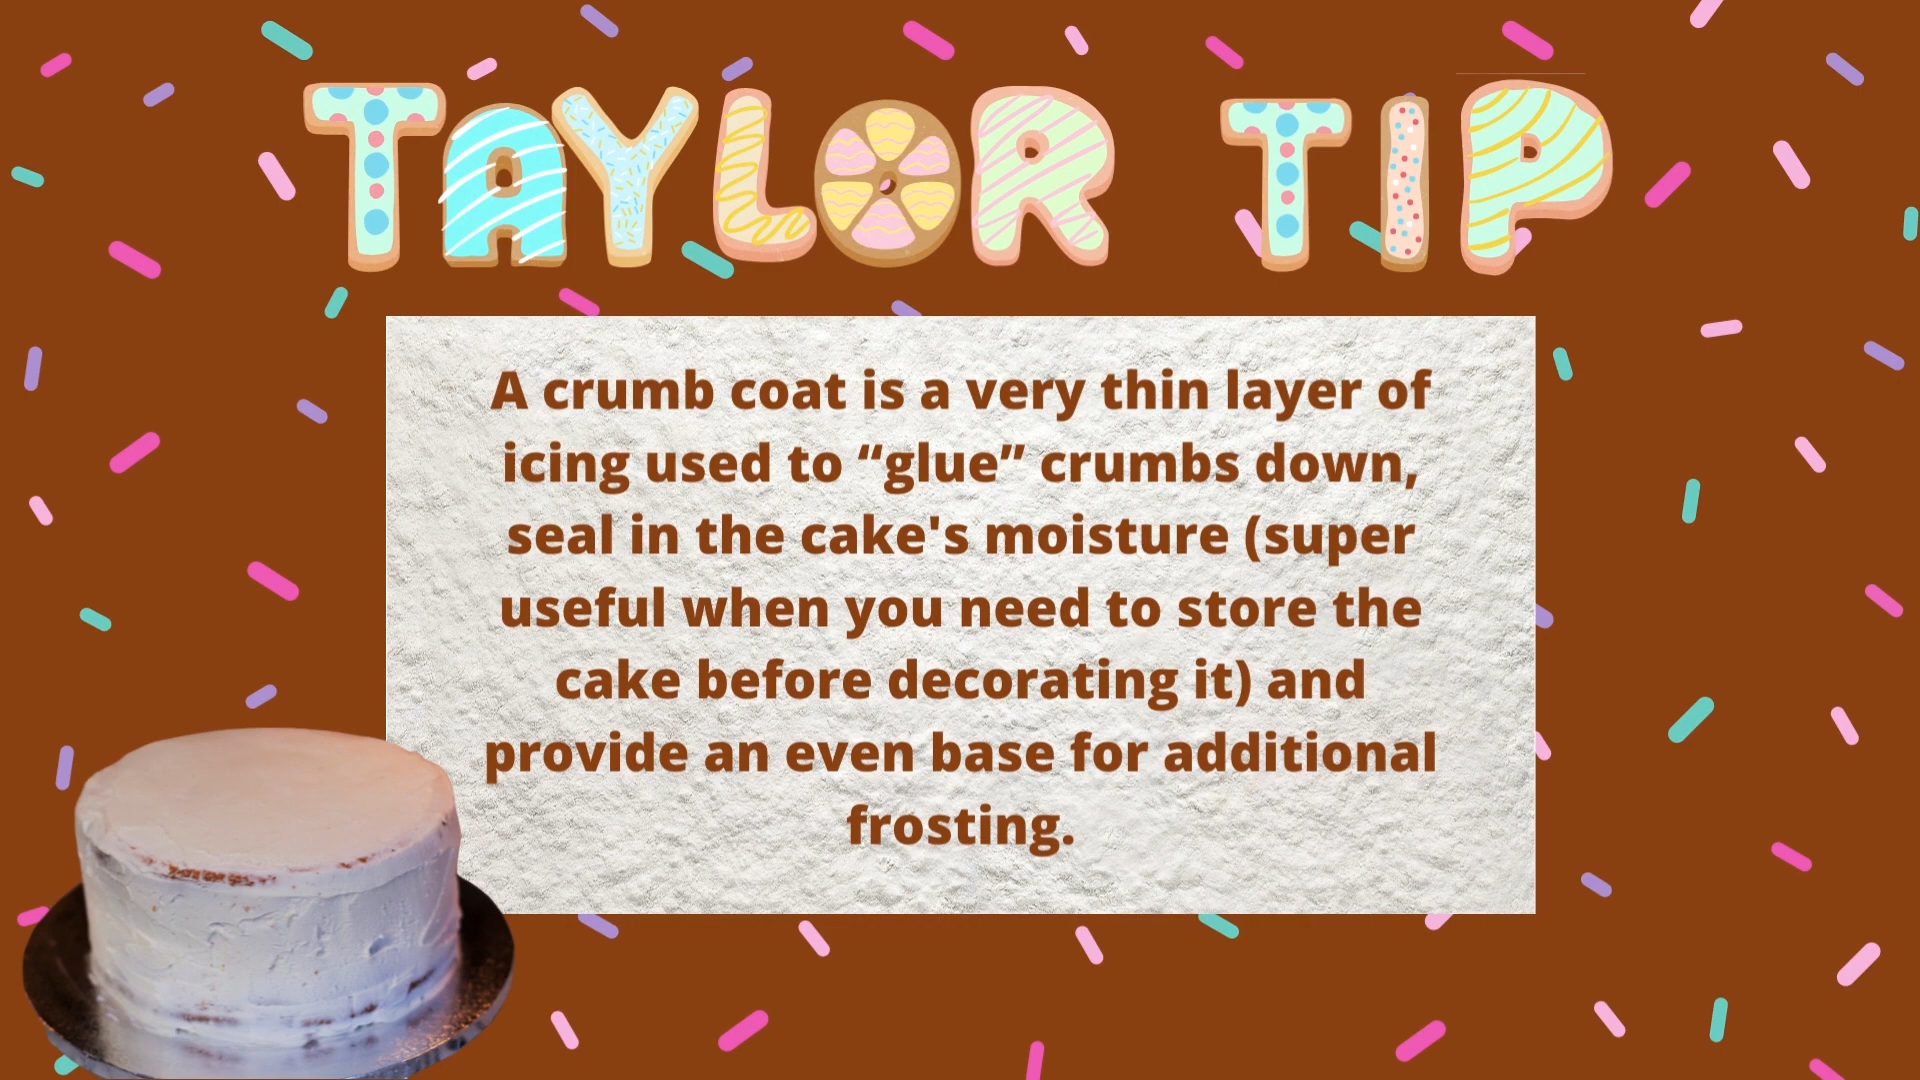 TAYLOR TIP
A crumb coat is a very thin layer of
icing used to “glue” crumbs down,
seal in the cake's moisture (super
useful when you need to store the
cake before decorating it) and
provide an even base for additional
frosting.